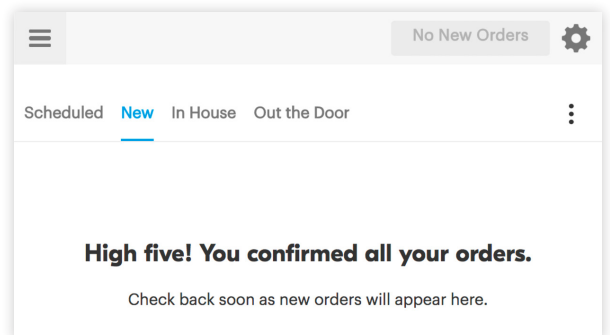 No New Orders
Scheduled New In House Out the Door
High five! You confirmed all your orders.
Check back soon as new orders will appear here.